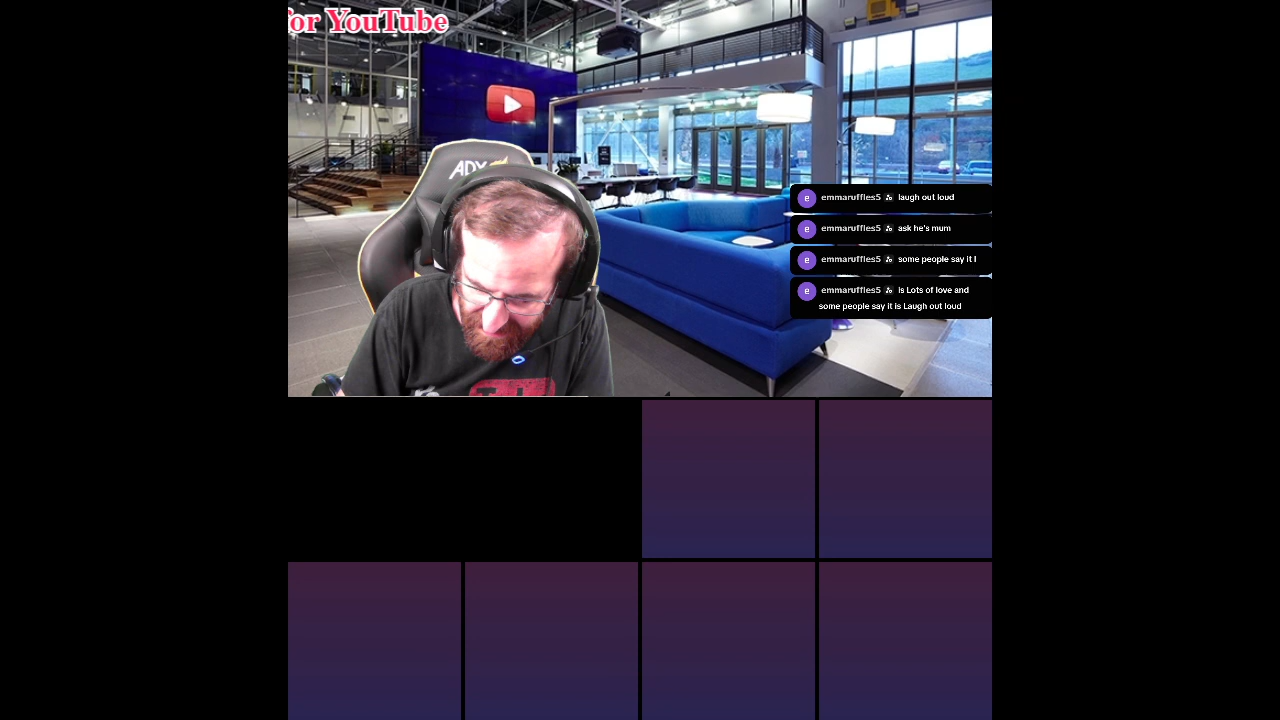 for YouTube
ADX
e emmaruffles5 laugh out loud
e emmaruffles5 ask he's mum
e emmaruffles5 some people say it I
e emmaruffles5 is Lots of love and
some people say it is Laugh out loud